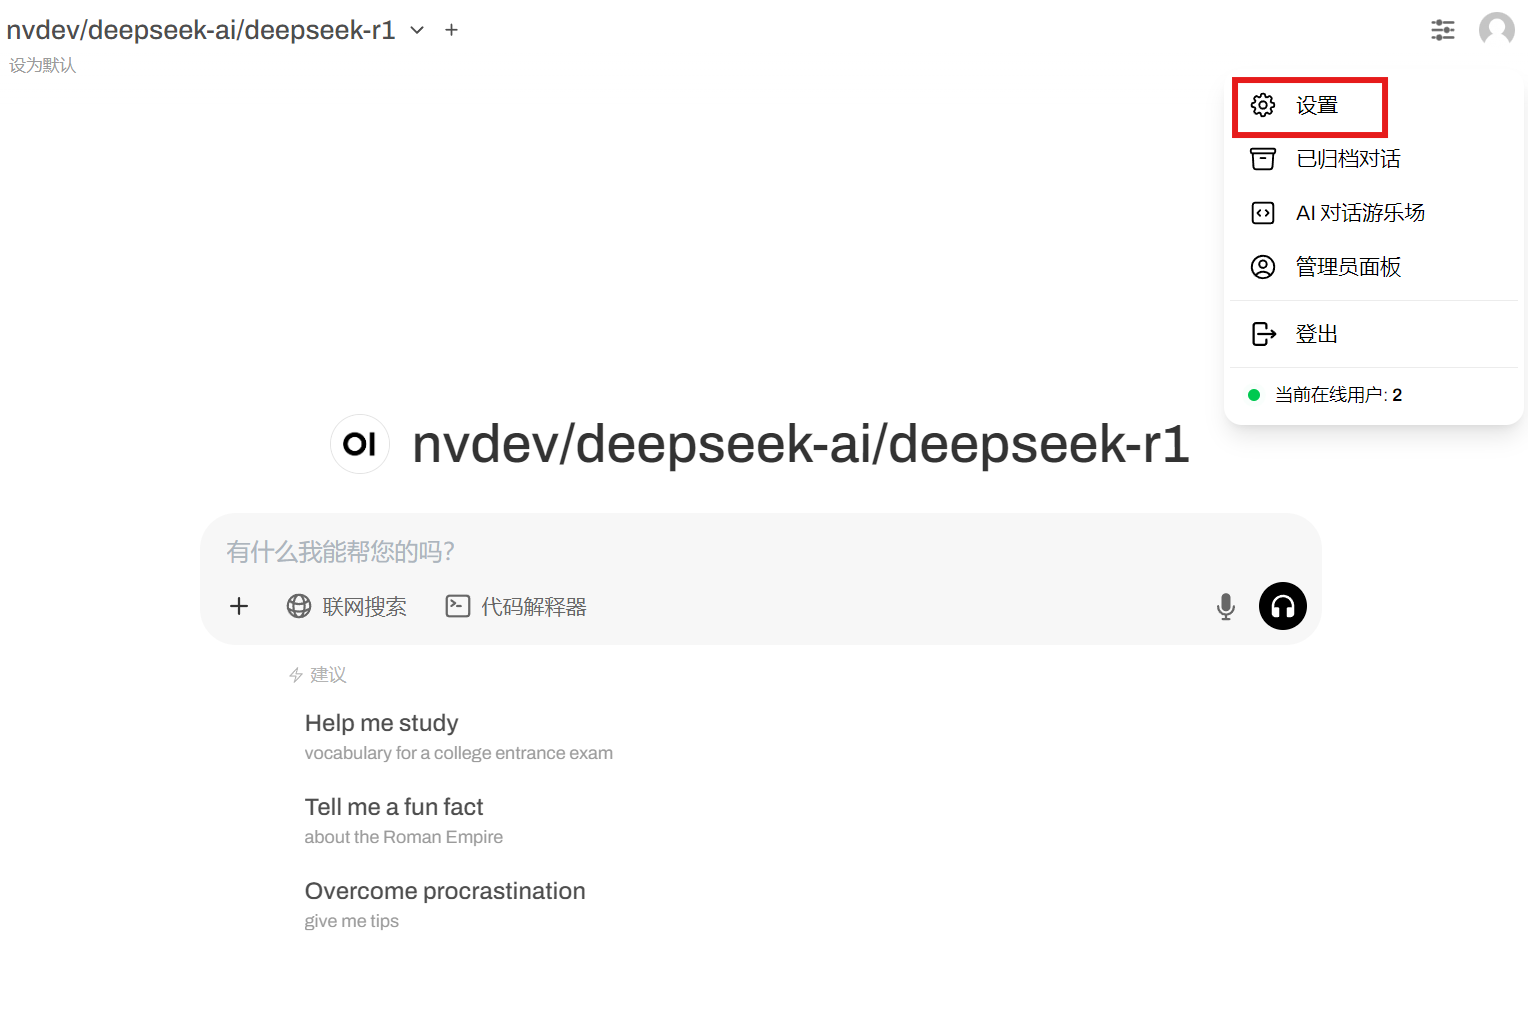 nvdev/deepseek-ai/deepseek-r1
设为默认
设置
已归档对话
AI 对话游乐场
管理员面板
登出
当前在线用户: 2
OI nvdev/deepseek-ai/deepseek-r1
有什么我能帮您的吗？
联网搜索 代码解释器
建议
Help me study
vocabulary for a college entrance exam
Tell me a fun fact
about the Roman Empire
Overcome procrastination
give me tips